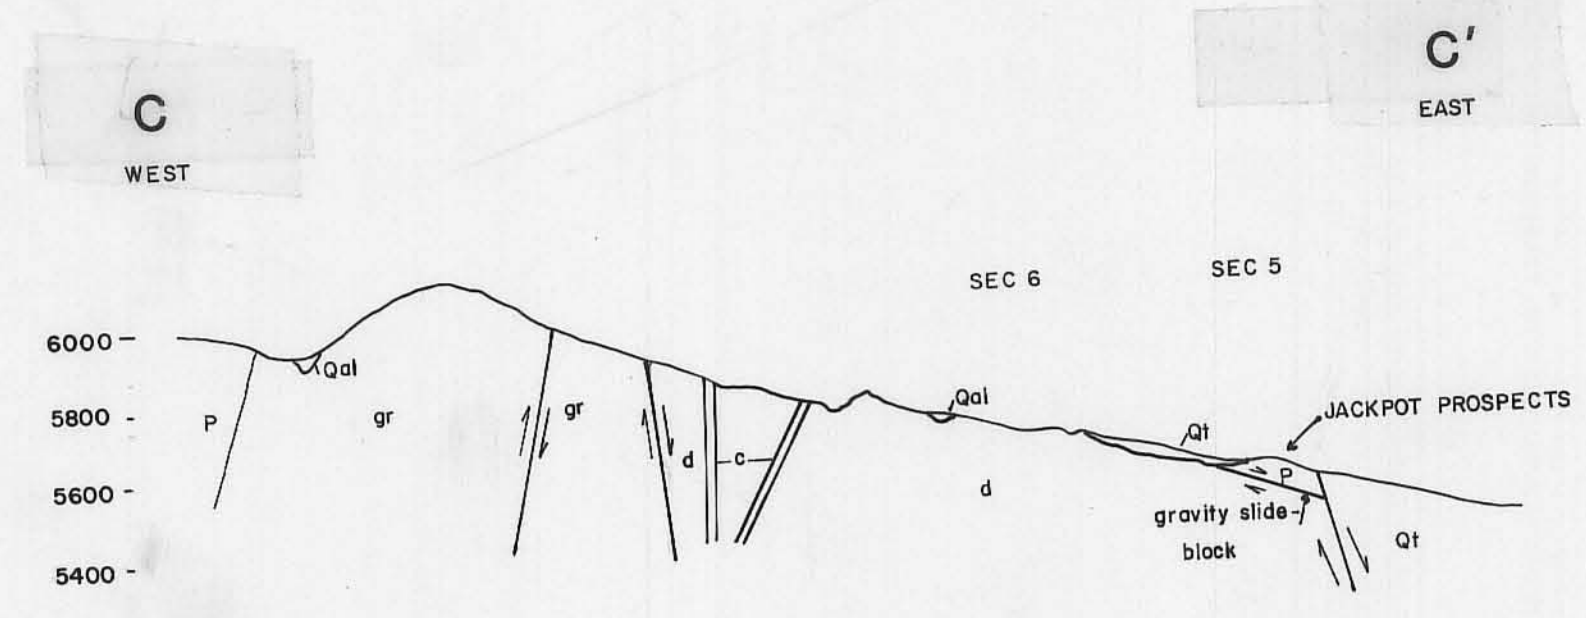 C
WEST
C'
EAST
SEC 6
SEC 5
6000
5800
5600
5400
P
Qal
gr
gr
d
c
d
Qal
Qt
P
JACKPOT PROSPECTS
gravity slide
block
Qt